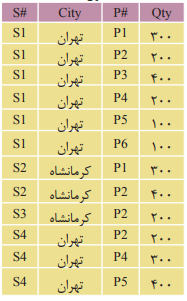 S# City P# Qty
S1 تهران P1 ۳۰۰
S1 تهران P2 ۲۰۰
S1 تهران P3 ۴۰۰
S1 تهران P4 ۲۰۰
S1 تهران P5 ۱۰۰
S1 تهران P6 ۱۰۰
S2 کرمانشاه P1 ۳۰۰
S2 کرمانشاه P2 ۴۰۰
S3 کرمانشاه P2 ۲۰۰
S4 تهران P2 ۲۰۰
S4 تهران P4 ۳۰۰
S4 تهران P5 ۴۰۰